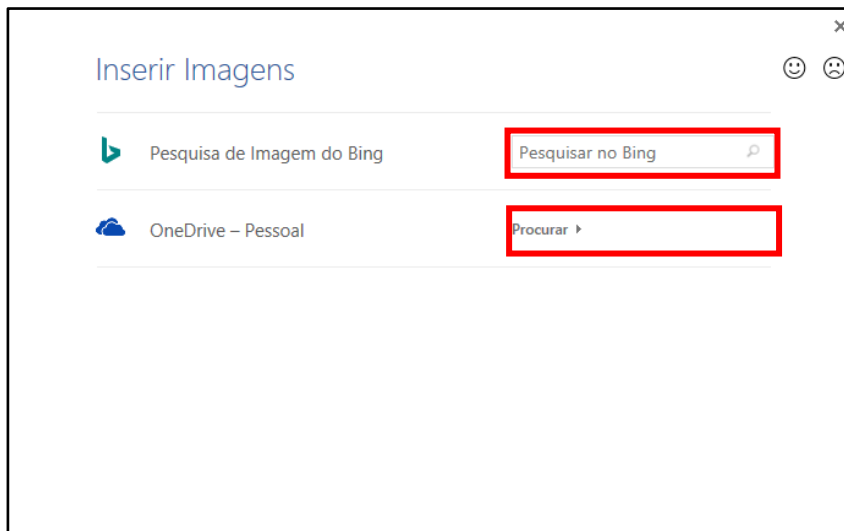 Inserir Imagens
Pesquisa de Imagem do Bing
Pesquisar no Bing
OneDrive – Pessoal
Procurar